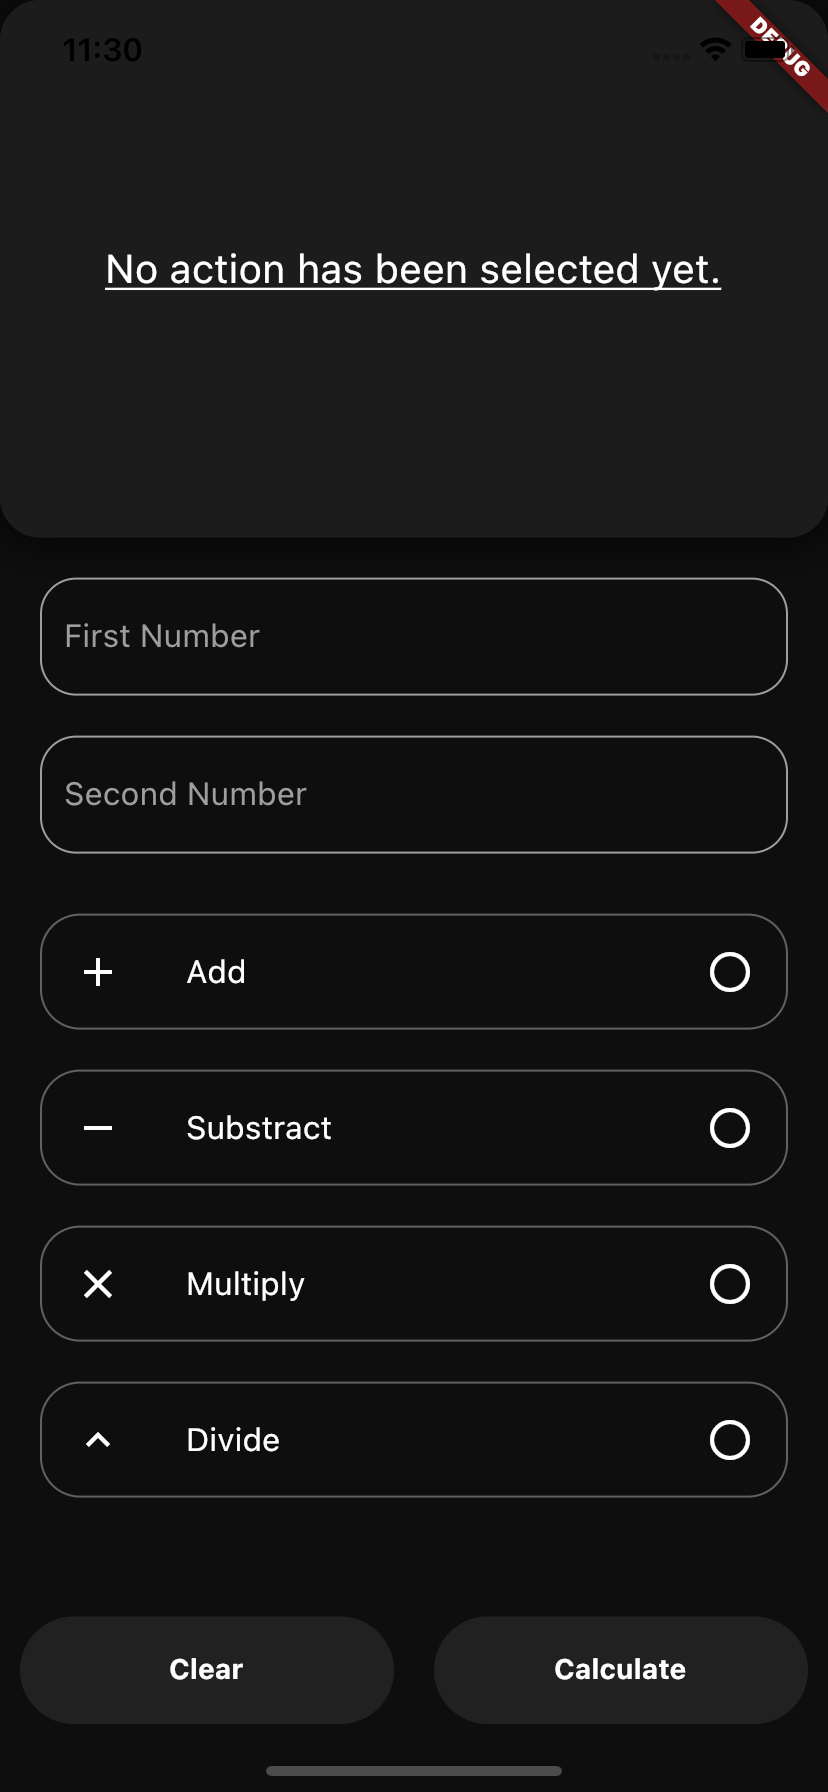 11:30
DEBUG
No action has been selected yet.
First Number
Second Number
Add
Substract
Multiply
Divide
Clear
Calculate